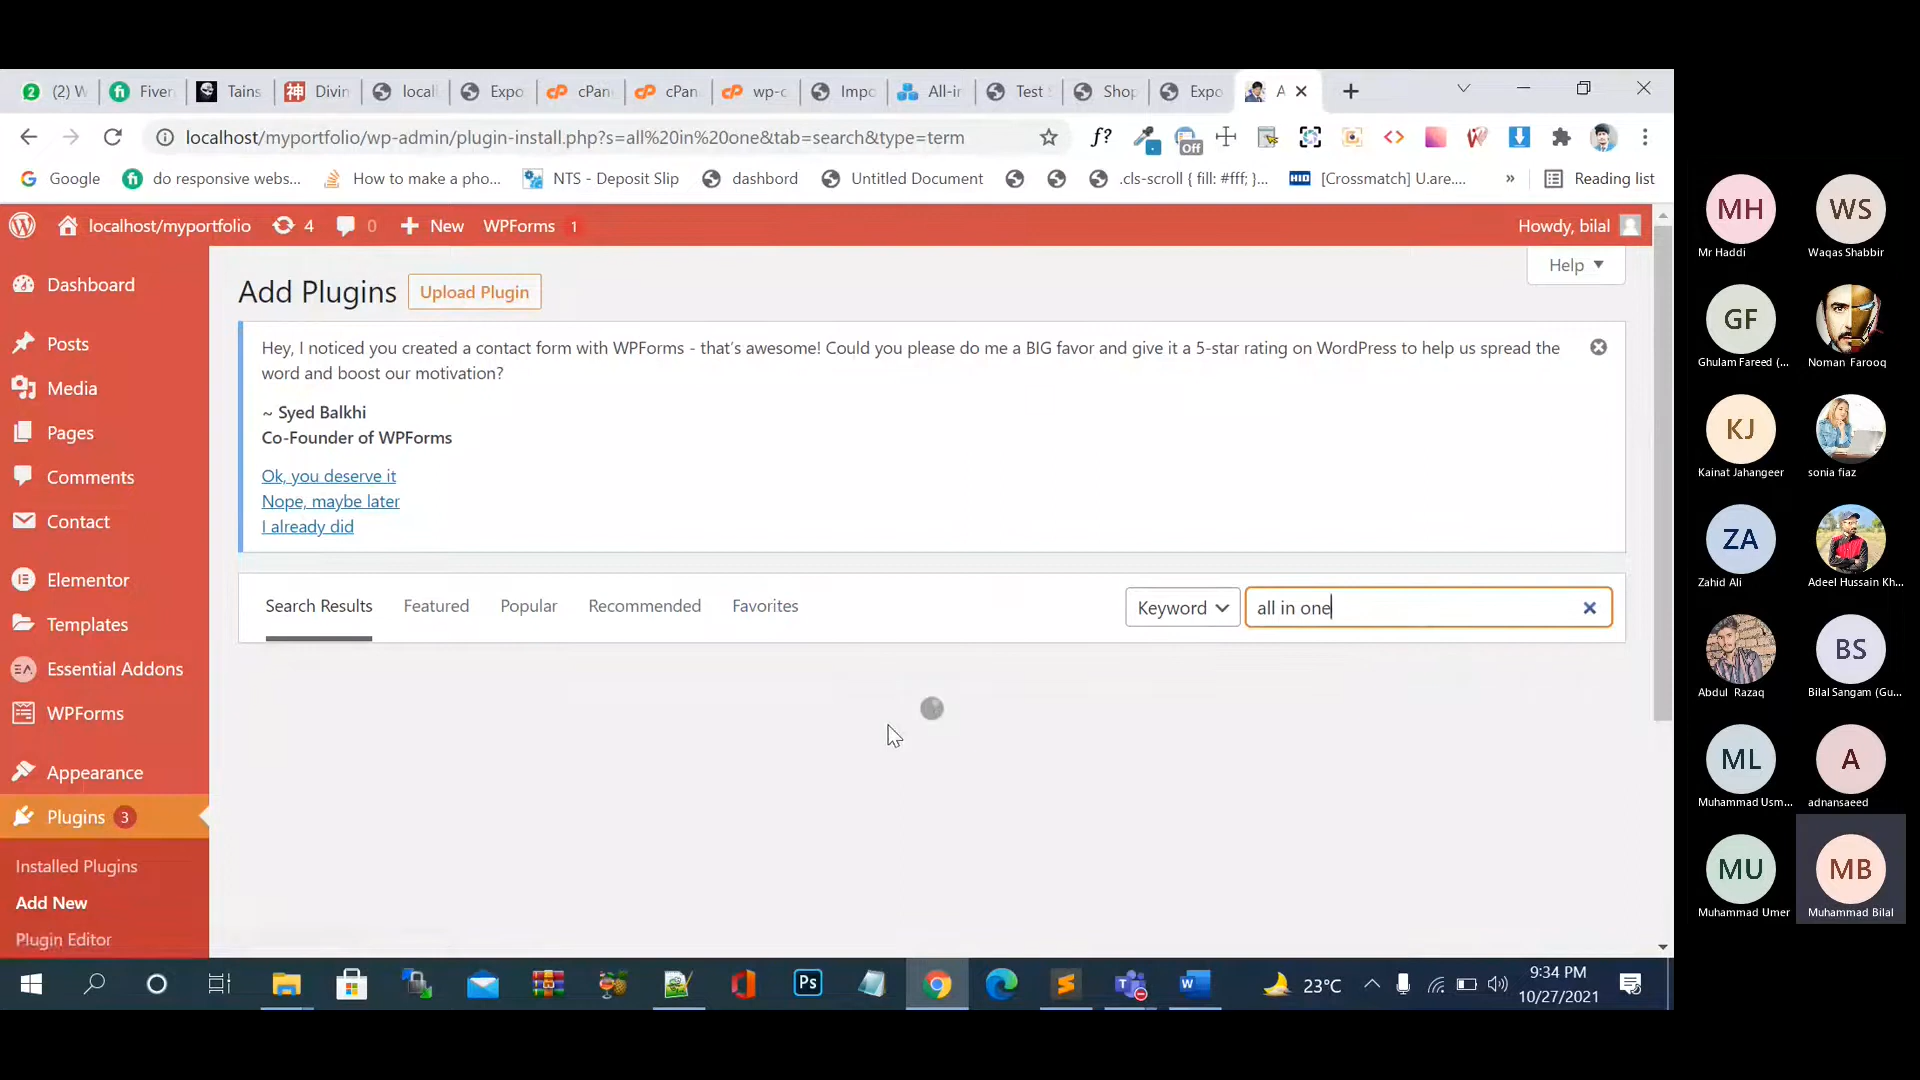 2
(2) W
Fiver
Tains
神
Divin
local
Expo
cPan
cPan
wp-c
Impo
All-in
Test
Shop
Expo
A
localhost/myportfolio/wp-admin/plugin-install.php?s=all%20in%20one&tab=search&type=term
f?
Off
Google
do responsive webs...
How to make a pho...
NTS - Deposit Slip
dashbord
Untitled Document
.cls-scroll { fill: #fff; }...
HID
[Crossmatch] U.are....
»
Reading list
localhost/myportfolio
4
0
New
WPForms
1
Howdy, bilal
Help
Dashboard
Posts
Media
Pages
Comments
Contact
Elementor
Templates
EA
Essential Addons
WPForms
Appearance
Plugins
3
Installed Plugins
Add New
Plugin Editor
Add Plugins
Upload Plugin
Hey, I noticed you created a contact form with WPForms - that's awesome! Could you please do me a BIG favor and give it a 5-star rating on WordPress to help us spread the
word and boost our motivation?
~ Syed Balkhi
Co-Founder of WPForms
Ok, you deserve it
Nope, maybe later
I already did
Search Results
Featured
Popular
Recommended
Favorites
Keyword
all in one
Ps
23°C
9:34 PM
10/27/2021
MH
Mr Haddi
WS
Waqas Shabbir
GF
Ghulam Fareed (...
Noman Farooq
KJ
Kainat Jahangeer
sonia fiaz
ZA
Zahid Ali
Adeel Hussain Kh...
Abdul Razaq
BS
Bilal Sangam (Gu...
ML
Muhammad Usm...
A
adnansaeed
MU
Muhammad Umer
MB
Muhammad Bilal